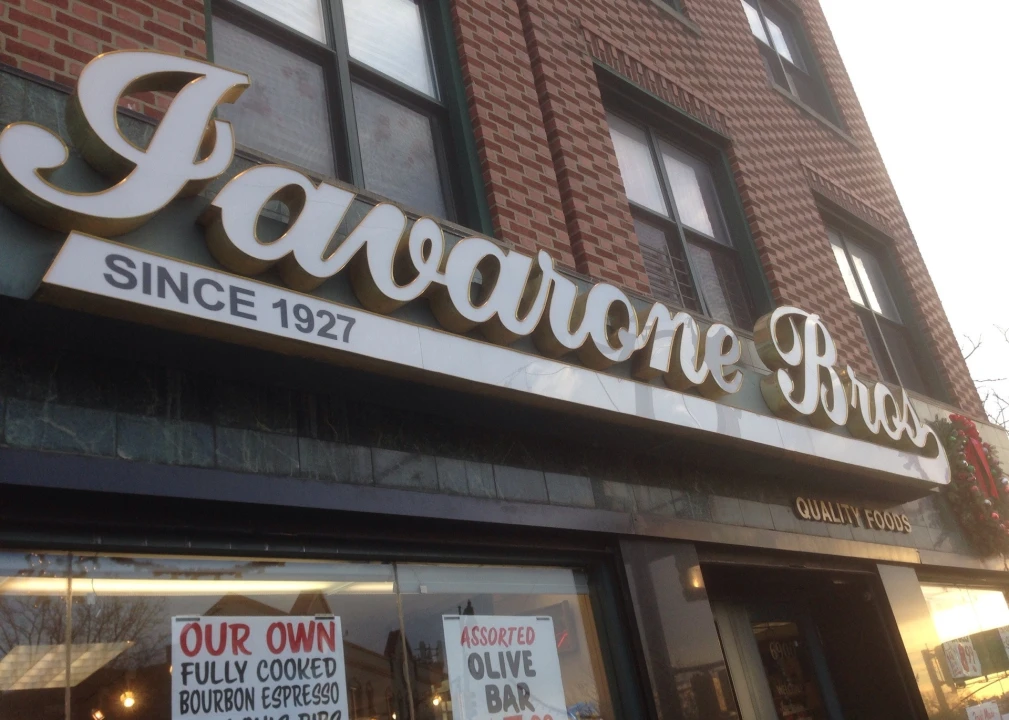 Iavarone Bros
SINCE 1927
QUALITY FOODS
OUR OWN
FULLY COOKED
BOURBON ESPRESSO
ASSORTED
OLIVE
BAR